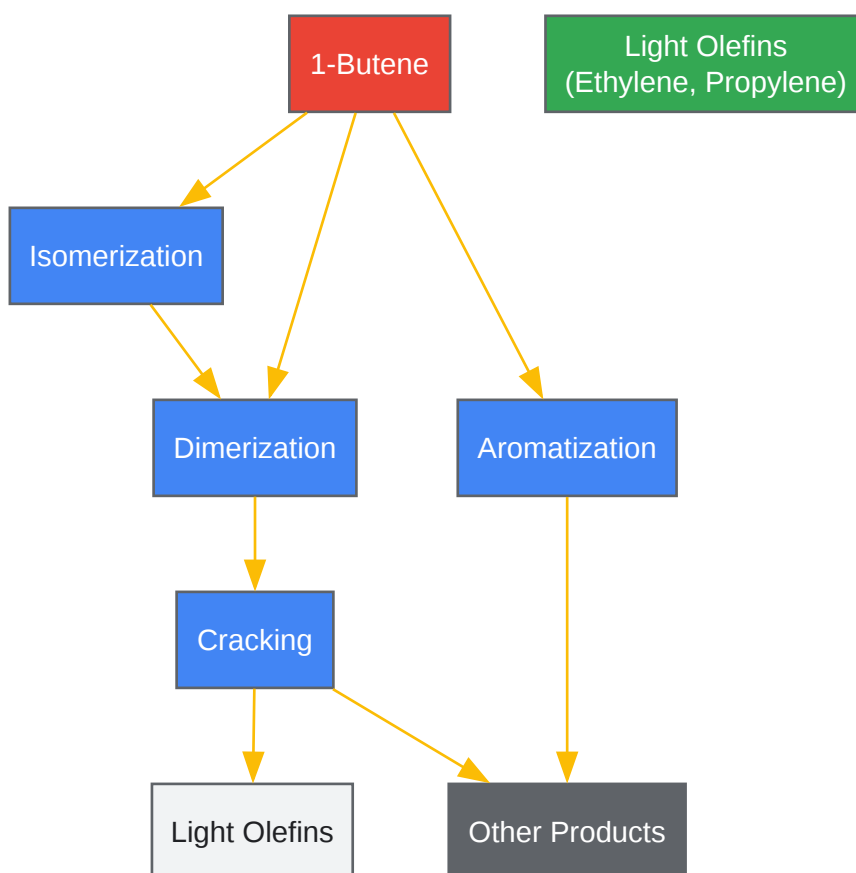 1-Butene
Light Olefins
(Ethylene, Propylene)
Isomerization
Dimerization
Aromatization
Cracking
Light Olefins
Other Products